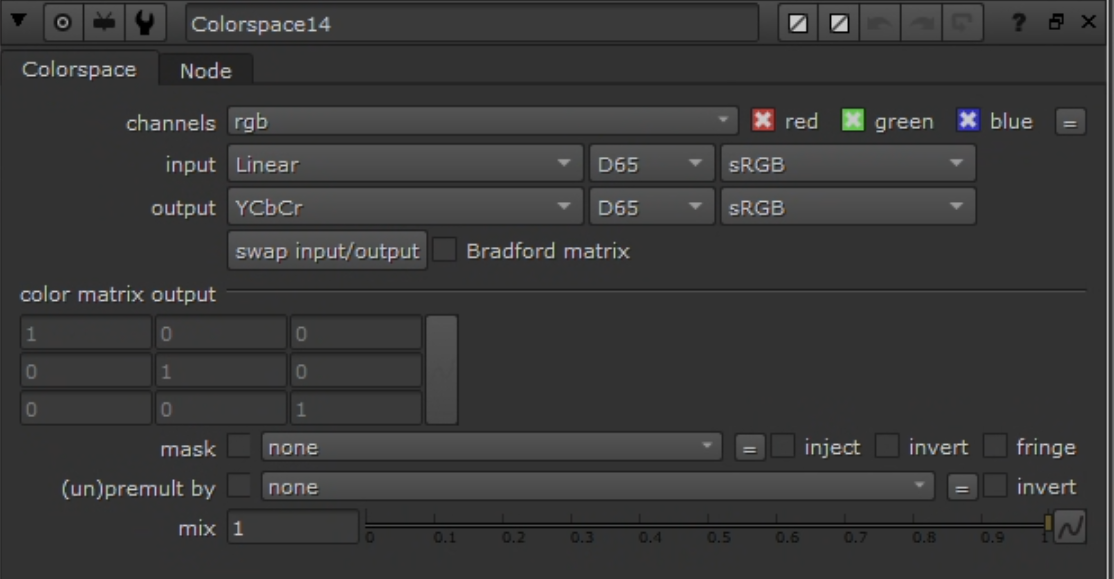 Colorspace14 ?
Colorspace Node
channels rgb red green blue =
input Linear D65 sRGB
output YCbCr D65 sRGB
swap input/output Bradford matrix
color matrix output
1 0 0
0 1 0
0 0 1
mask none = inject invert fringe
(un)premult by none = invert
mix 1 0 0.1 0.2 0.3 0.4 0.5 0.6 0.7 0.8 0.9 1